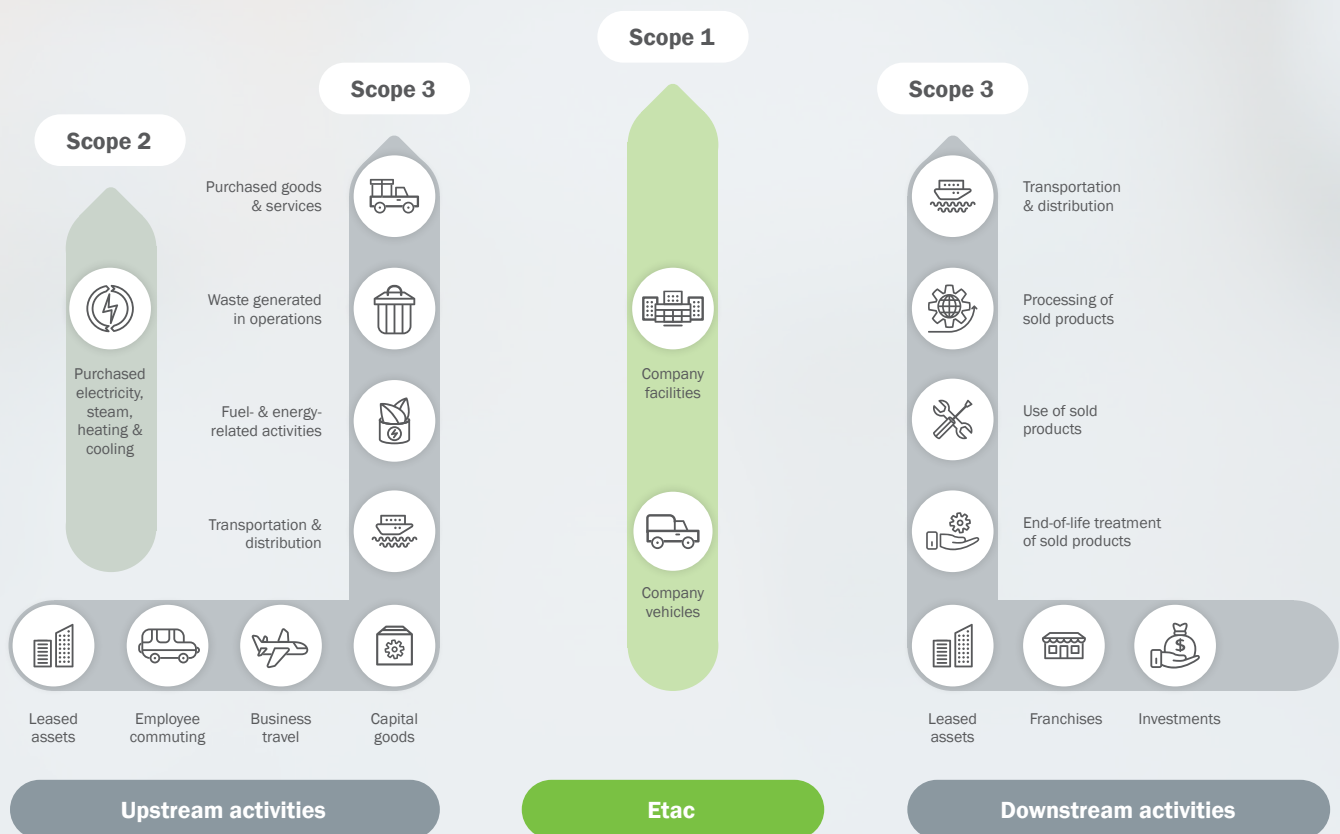 Scope 1
Scope 3
Scope 3
Scope 2
Purchased goods
& services
Waste generated
in operations
Fuel- & energy-
related activities
Transportation &
distribution
Purchased
electricity,
steam,
heating &
cooling
Company
facilities
Company
vehicles
Transportation
& distribution
Processing of
sold products
Use of sold
products
End-of-life treatment
of sold products
$
Leased
assets
Employee
commuting
Business
travel
Capital
goods
Leased
assets
Franchises
Investments
Upstream activities
Etac
Downstream activities